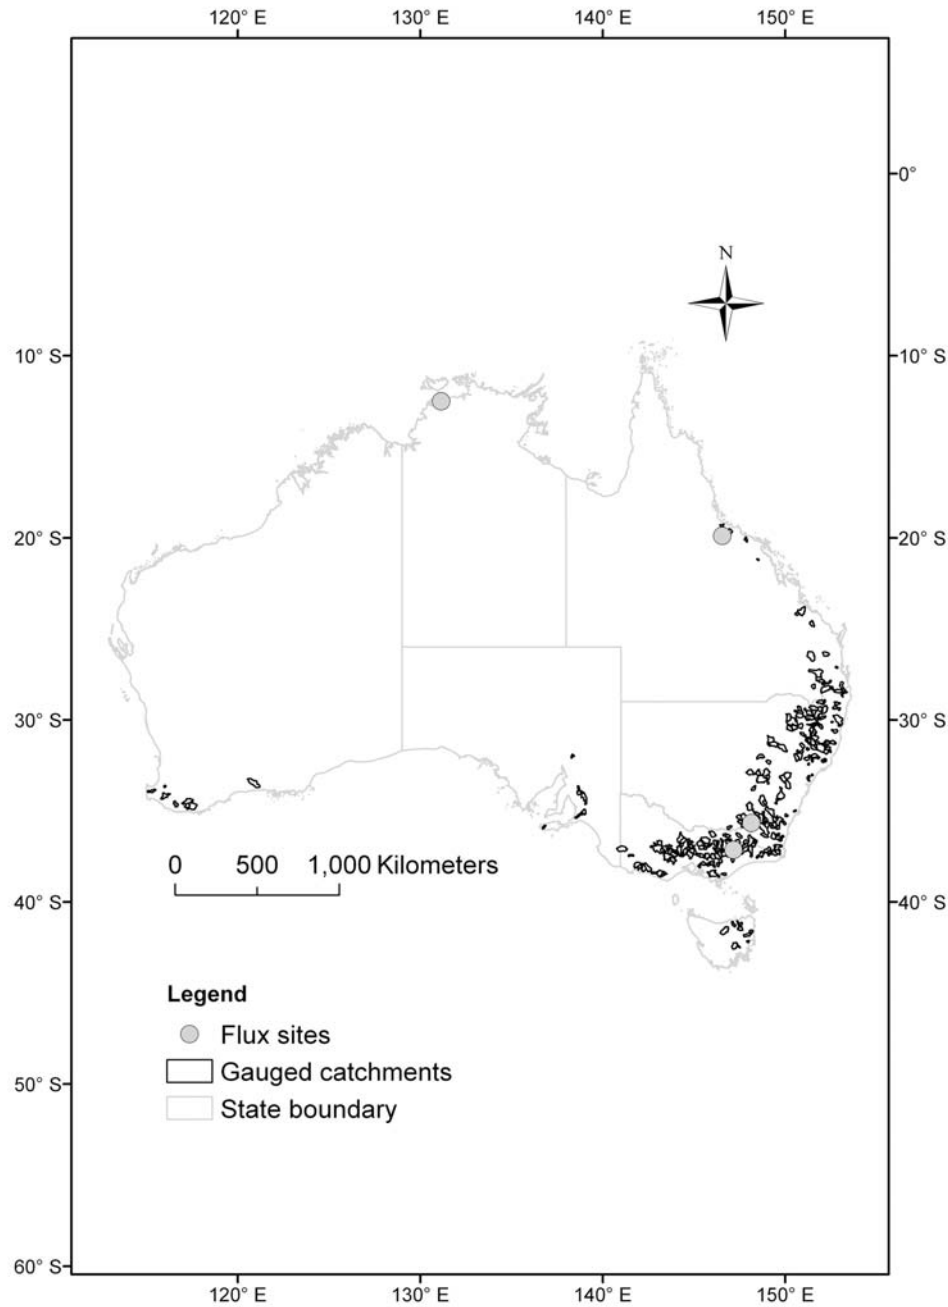 120° E 130° E 140° E 150° E
0°
N
10° S 10° S
20° S 20° S
30° S 30° S
0 500 1,000 Kilometers
40° S 40° S
Legend
Flux sites
Gauged catchments
50° S 50° S
State boundary
60° S
120° E 130° E 140° E 150° E